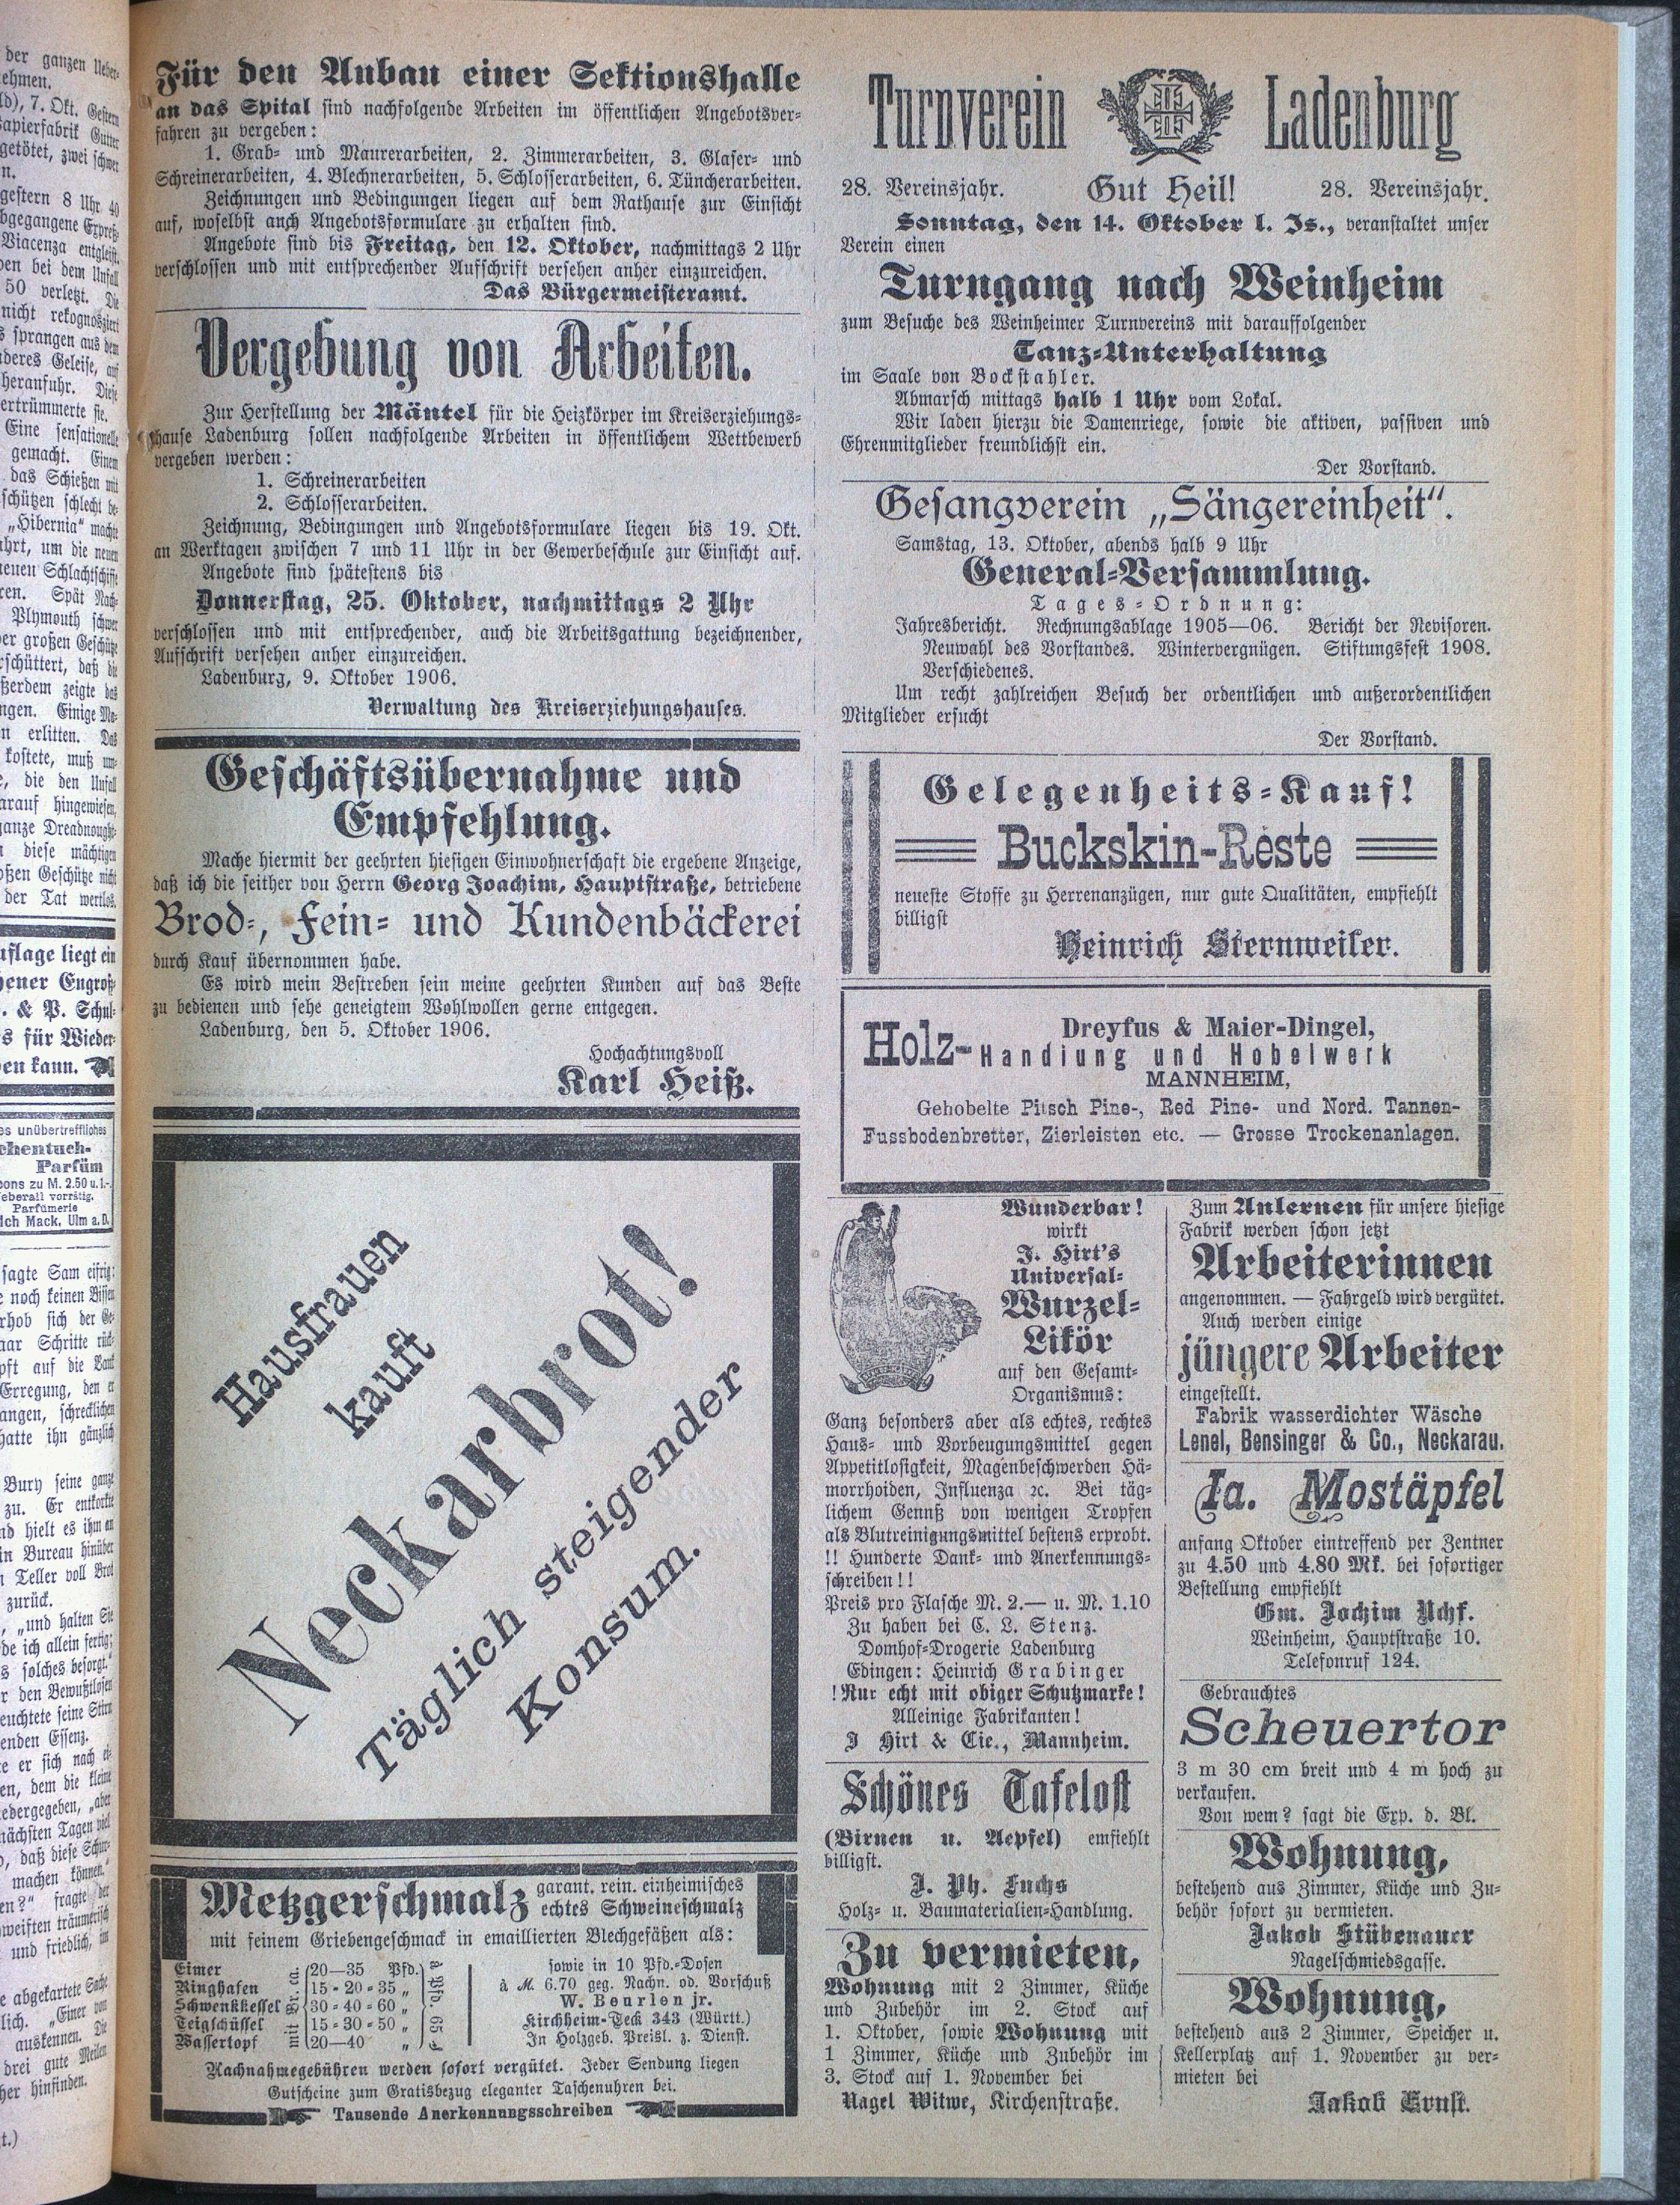 Für den Anbau einer Sektionshalle
an das Spital sind nachfolgende Arbeiten im öffentlichen Angebotsver-
fahren zu vergeben:
1. Grab- und Maurerarbeiten, 2. Zimmerarbeiten, 3. Glaser- und
Schreinerarbeiten, 4. Blechnerarbeiten, 5. Schlosserarbeiten, 6. Tüncherarbeiten.
Zeichnungen und Bedingungen liegen auf dem Rathause zur Einsicht
auf, woselbst auch Angebotsformulare zu erhalten sind.
Angebote sind bis Freitag, den 12. Oktober, nachmittags 2 Uhr
verschlossen und mit entsprechender Aufschrift versehen anher einzureichen.
Das Bürgermeisteramt.
Vergebung von Arbeiten.
Zur Herstellung der Mäntel für die Heizkörper im Kreiserziehungs-
hause Ladenburg sollen nachfolgende Arbeiten in öffentlichem Wettbewerb
vergeben werden:
1. Schreinerarbeiten
2. Schlosserarbeiten.
Zeichnung, Bedingungen und Angebotsformulare liegen bis 19. Okt.
an Werktagen zwischen 7 und 11 Uhr in der Gewerbeschule zur Einsicht auf.
Angebote sind spätestens bis
Donnerstag, 25. Oktober, nachmittags 2 Uhr
verschlossen und mit entsprechender, auch die Arbeitsgattung bezeichnender,
Aufschrift versehen anher einzureichen.
Ladenburg, 9. Oktober 1906.
Verwaltung des Kreiserziehungshauses.
Geschäftsübernahme und
Empfehlung.
Mache hiermit der geehrten hiesigen Einwohnerschaft die ergebene Anzeige,
daß ich die seither von Herrn Georg Joachim, Hauptstraße, betriebene
Brod-, Fein- und Kundenbäckerei
durch Kauf übernommen habe.
Es wird mein Bestreben sein meine geehrten Kunden auf das Beste
zu bedienen und sehe geneigtem Wohlwollen gerne entgegen.
Ladenburg, den 5. Oktober 1906.
Hochachtungsvoll
Karl Heiß.
Hausfrauen
kauft
Neckarbrot!
Täglich steigender
Konsum.
Metzgerschmalz garant. rein. einheimisches
echtes Schweineschmalz
mit feinem Griebengeschmack in emaillierten Blechgefäßen als:
Eimer 20—35 Pfd.
Ringhafen 15 - 20 - 35 „
Schwenkkessel 30 - 40 - 60 „
Teigschüssel 15 - 30 - 50 „
Wassertopf 20—40 „
mit Br. ca.
à Pfd. 65 Pf.
sowie in 10 Pfd.-Dosen
à M. 6.70 geg. Nachn. od. Vorschuß
W. Beurlen jr.
Kirchheim-Teck 343 (Württ.)
In Holzgeb. Preisl. z. Dienst.
Nachnahmegebühren werden sofort vergütet. Jeder Sendung liegen
Gutscheine zum Gratisbezug eleganter Taschenuhren bei.
Tausende Anerkennungsschreiben
Turnverein Ladenburg
28. Vereinsjahr. Gut Heil! 28. Vereinsjahr.
Sonntag, den 14. Oktober l. Js., veranstaltet unser
Verein einen
Turngang nach Weinheim
zum Besuche des Weinheimer Turnvereins mit darauffolgender
Tanz-Unterhaltung
im Saale von Bockstahler.
Abmarsch mittags halb 1 Uhr vom Lokal.
Wir laden hierzu die Damenriege, sowie die aktiven, passiven und
Ehrenmitglieder freundlichst ein.
Der Vorstand.
Gesangverein „Sängereinheit“.
Samstag, 13. Oktober, abends halb 9 Uhr
General-Versammlung.
Tages-Ordnung:
Jahresbericht. Rechnungsablage 1905—06. Bericht der Revisoren.
Neuwahl des Vorstandes. Wintervergnügen. Stiftungsfest 1908.
Verschiedenes.
Um recht zahlreichen Besuch der ordentlichen und außerordentlichen
Mitglieder ersucht
Der Vorstand.
Gelegenheits-Kauf!
Buckskin-Reste
neueste Stoffe zu Herrenanzügen, nur gute Qualitäten, empfiehlt
billigst
Heinrich Sternweiler.
Dreyfus & Maier-Dingel,
Holz-Handlung und Hobelwerk
MANNHEIM,
Gehobelte Pitsch Pine-, Red Pine- und Nord. Tannen-
Fussbodenbretter, Zierleisten etc. — Grosse Trockenanlagen.
Wunderbar!
wirkt
J. Hirt's
Universal-
Wurzel-
Likör
auf den Gesamt-
Organismus:
Ganz besonders aber als echtes, rechtes
Haus- und Vorbeugungsmittel gegen
Appetitlosigkeit, Magenbeschwerden Hä-
morrhoiden, Influenza ꝛc. Bei täg-
lichem Genuß von wenigen Tropfen
als Blutreinigungsmittel bestens erprobt.
!! Hunderte Dank- und Anerkennungs-
schreiben!!
Preis pro Flasche M. 2.— u. M. 1.10
Zu haben bei C. L. Stenz.
Domhof-Drogerie Ladenburg
Edingen: Heinrich Grabinger
!Nur echt mit obiger Schutzmarke!
Alleinige Fabrikanten!
J Hirt & Cie., Mannheim.
Schönes Tafelost
(Birnen u. Aepfel) emfiehlt
billigst.
J. Ph. Fuchs
Holz- u. Baumaterialien-Handlung.
Zu vermieten,
Wohnung mit 2 Zimmer, Küche
und Zubehör im 2. Stock auf
1. Oktober, sowie Wohnung mit
1 Zimmer, Küche und Zubehör im
3. Stock auf 1. November bei
Nagel Witwe, Kirchenstraße.
Zum Anlernen für unsere hiesige
Fabrik werden schon jetzt
Arbeiterinnen
angenommen. — Fahrgeld wird vergütet.
Auch werden einige
jüngere Arbeiter
eingestellt.
Fabrik wasserdichter Wäsche
Lenel, Bensinger & Co., Neckarau.
Ia. Mostäpfel
anfang Oktober eintreffend per Zentner
zu 4.50 und 4.80 Mk. bei sofortiger
Bestellung empfiehlt
Gm. Jochim Nchf.
Weinheim, Hauptstraße 10.
Telefonruf 124.
Gebrauchtes
Scheuertor
3 m 30 cm breit und 4 m hoch zu
verkaufen.
Von wem? sagt die Exp. d. Bl.
Wohnung,
bestehend aus Zimmer, Küche und Zu-
behör sofort zu vermieten.
Jakob Stübenauer
Nagelschmiedsgasse.
Wohnung,
bestehend aus 2 Zimmer, Speicher u.
Kellerplatz auf 1. November zu ver-
mieten bei
Jakob Ernst.